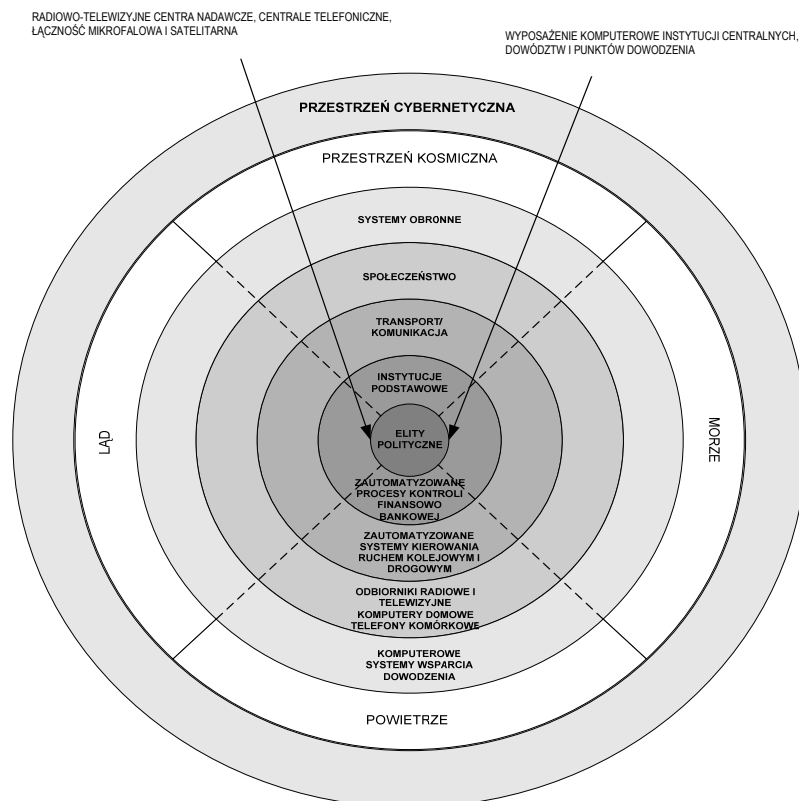 RADIOWO-TELEWIZYJNE CENTRA NADAWCZE, CENTRALE TELEFONICZNE,
ŁĄCZNOŚĆ MIKROFALOWA I SATELITARNA
WYPOSAŻENIE KOMPUTEROWE INSTYTUCJI CENTRALNYCH,
DOWÓDZTW I PUNKTÓW DOWODZENIA
PRZESTRZEŃ CYBERNETYCZNA
PRZESTRZEŃ KOSMICZNA
SYSTEMY OBRONNE
SPOŁECZEŃSTWO
TRANSPORT/
KOMUNIKACJA
INSTYTUCJE
PODSTAWOWE
LĄD
ELITY
POLITYCZNE
MORZE
ZAUTOMATYZOWANE
PROCESY KONTROLI
FINANSOWO
BANKOWEJ
ZAUTOMATYZOWANE
SYSTEMY KIEROWANIA
RUCHEM KOLEJOWYM I
DROGOWYM
ODBIORNIKI RADIOWE I
TELEWIZYJNE
KOMPUTERY DOMOWE
TELEFONY KOMÓRKOWE
KOMPUTEROWE
SYSTEMY WSPARCIA
DOWODZENIA
POWIETRZE